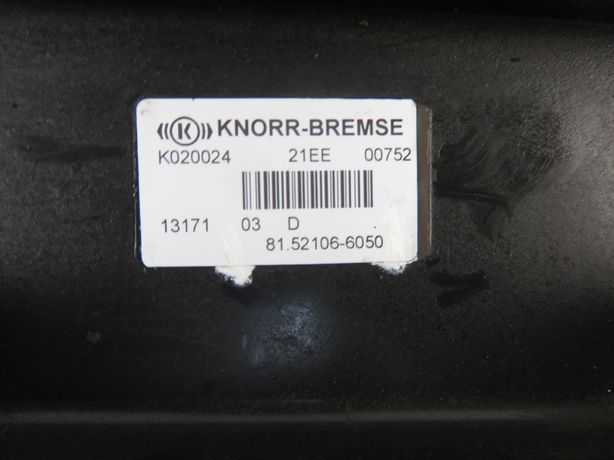 K KNORR-BREMSE
K020024 21EE 00752
13171 03 D
81.52106-6050